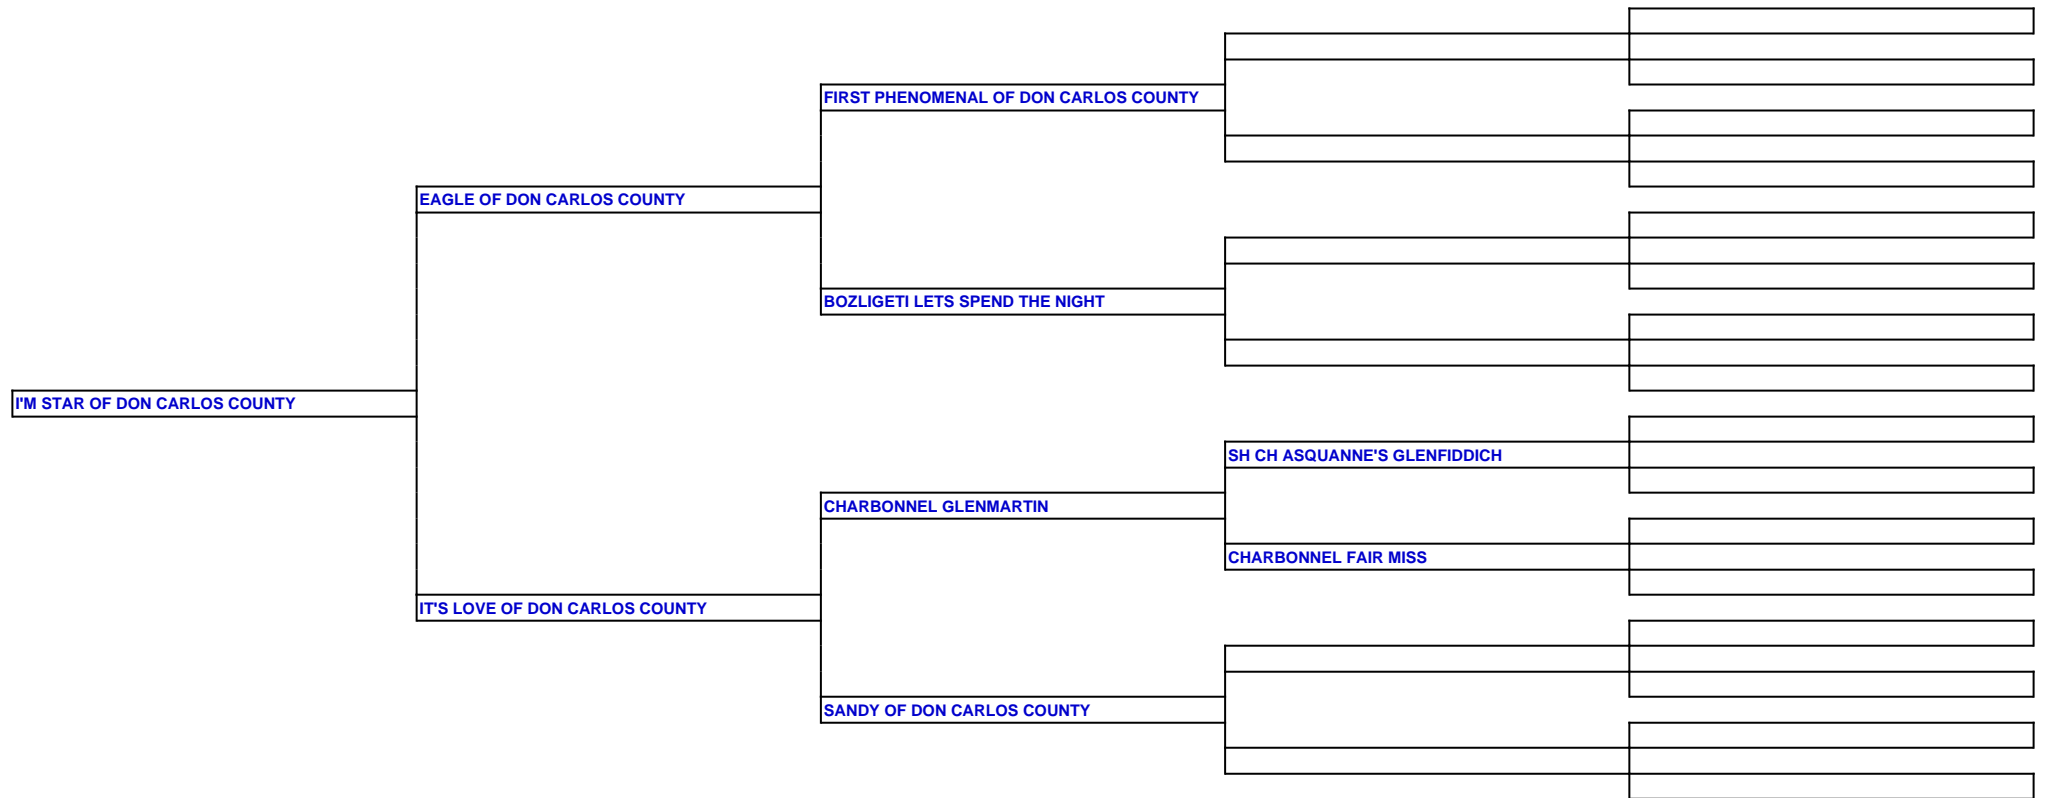 FIRST PHENOMENAL OF DON CARLOS COUNTY
EAGLE OF DON CARLOS COUNTY
BOZLIGETI LETS SPEND THE NIGHT
I'M STAR OF DON CARLOS COUNTY
SH CH ASQUANNE'S GLENFIDDICH
CHARBONNEL GLENMARTIN
CHARBONNEL FAIR MISS
IT'S LOVE OF DON CARLOS COUNTY
SANDY OF DON CARLOS COUNTY